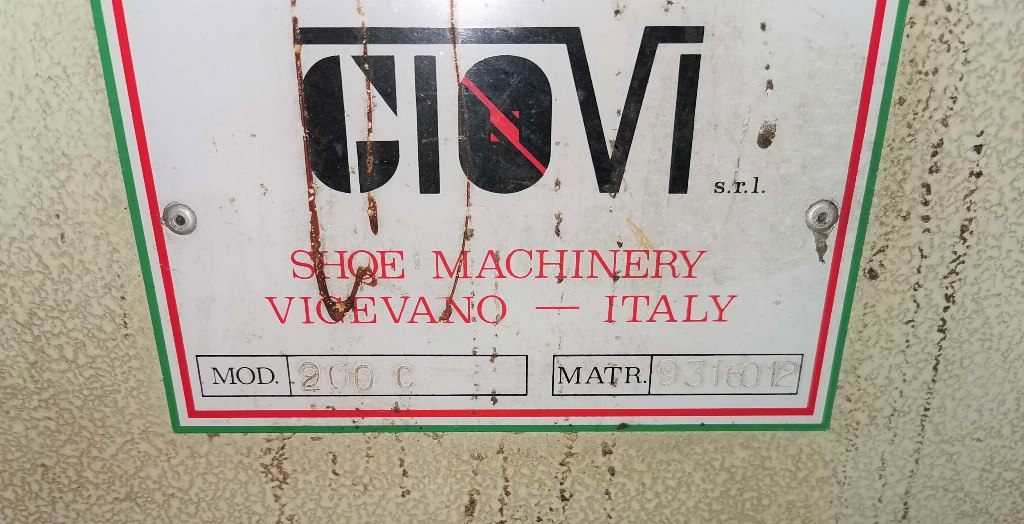 GIOVI s.r.l.
SHOE MACHINERY
VIGEVANO — ITALY
MOD. 200 C MATR. 9316012